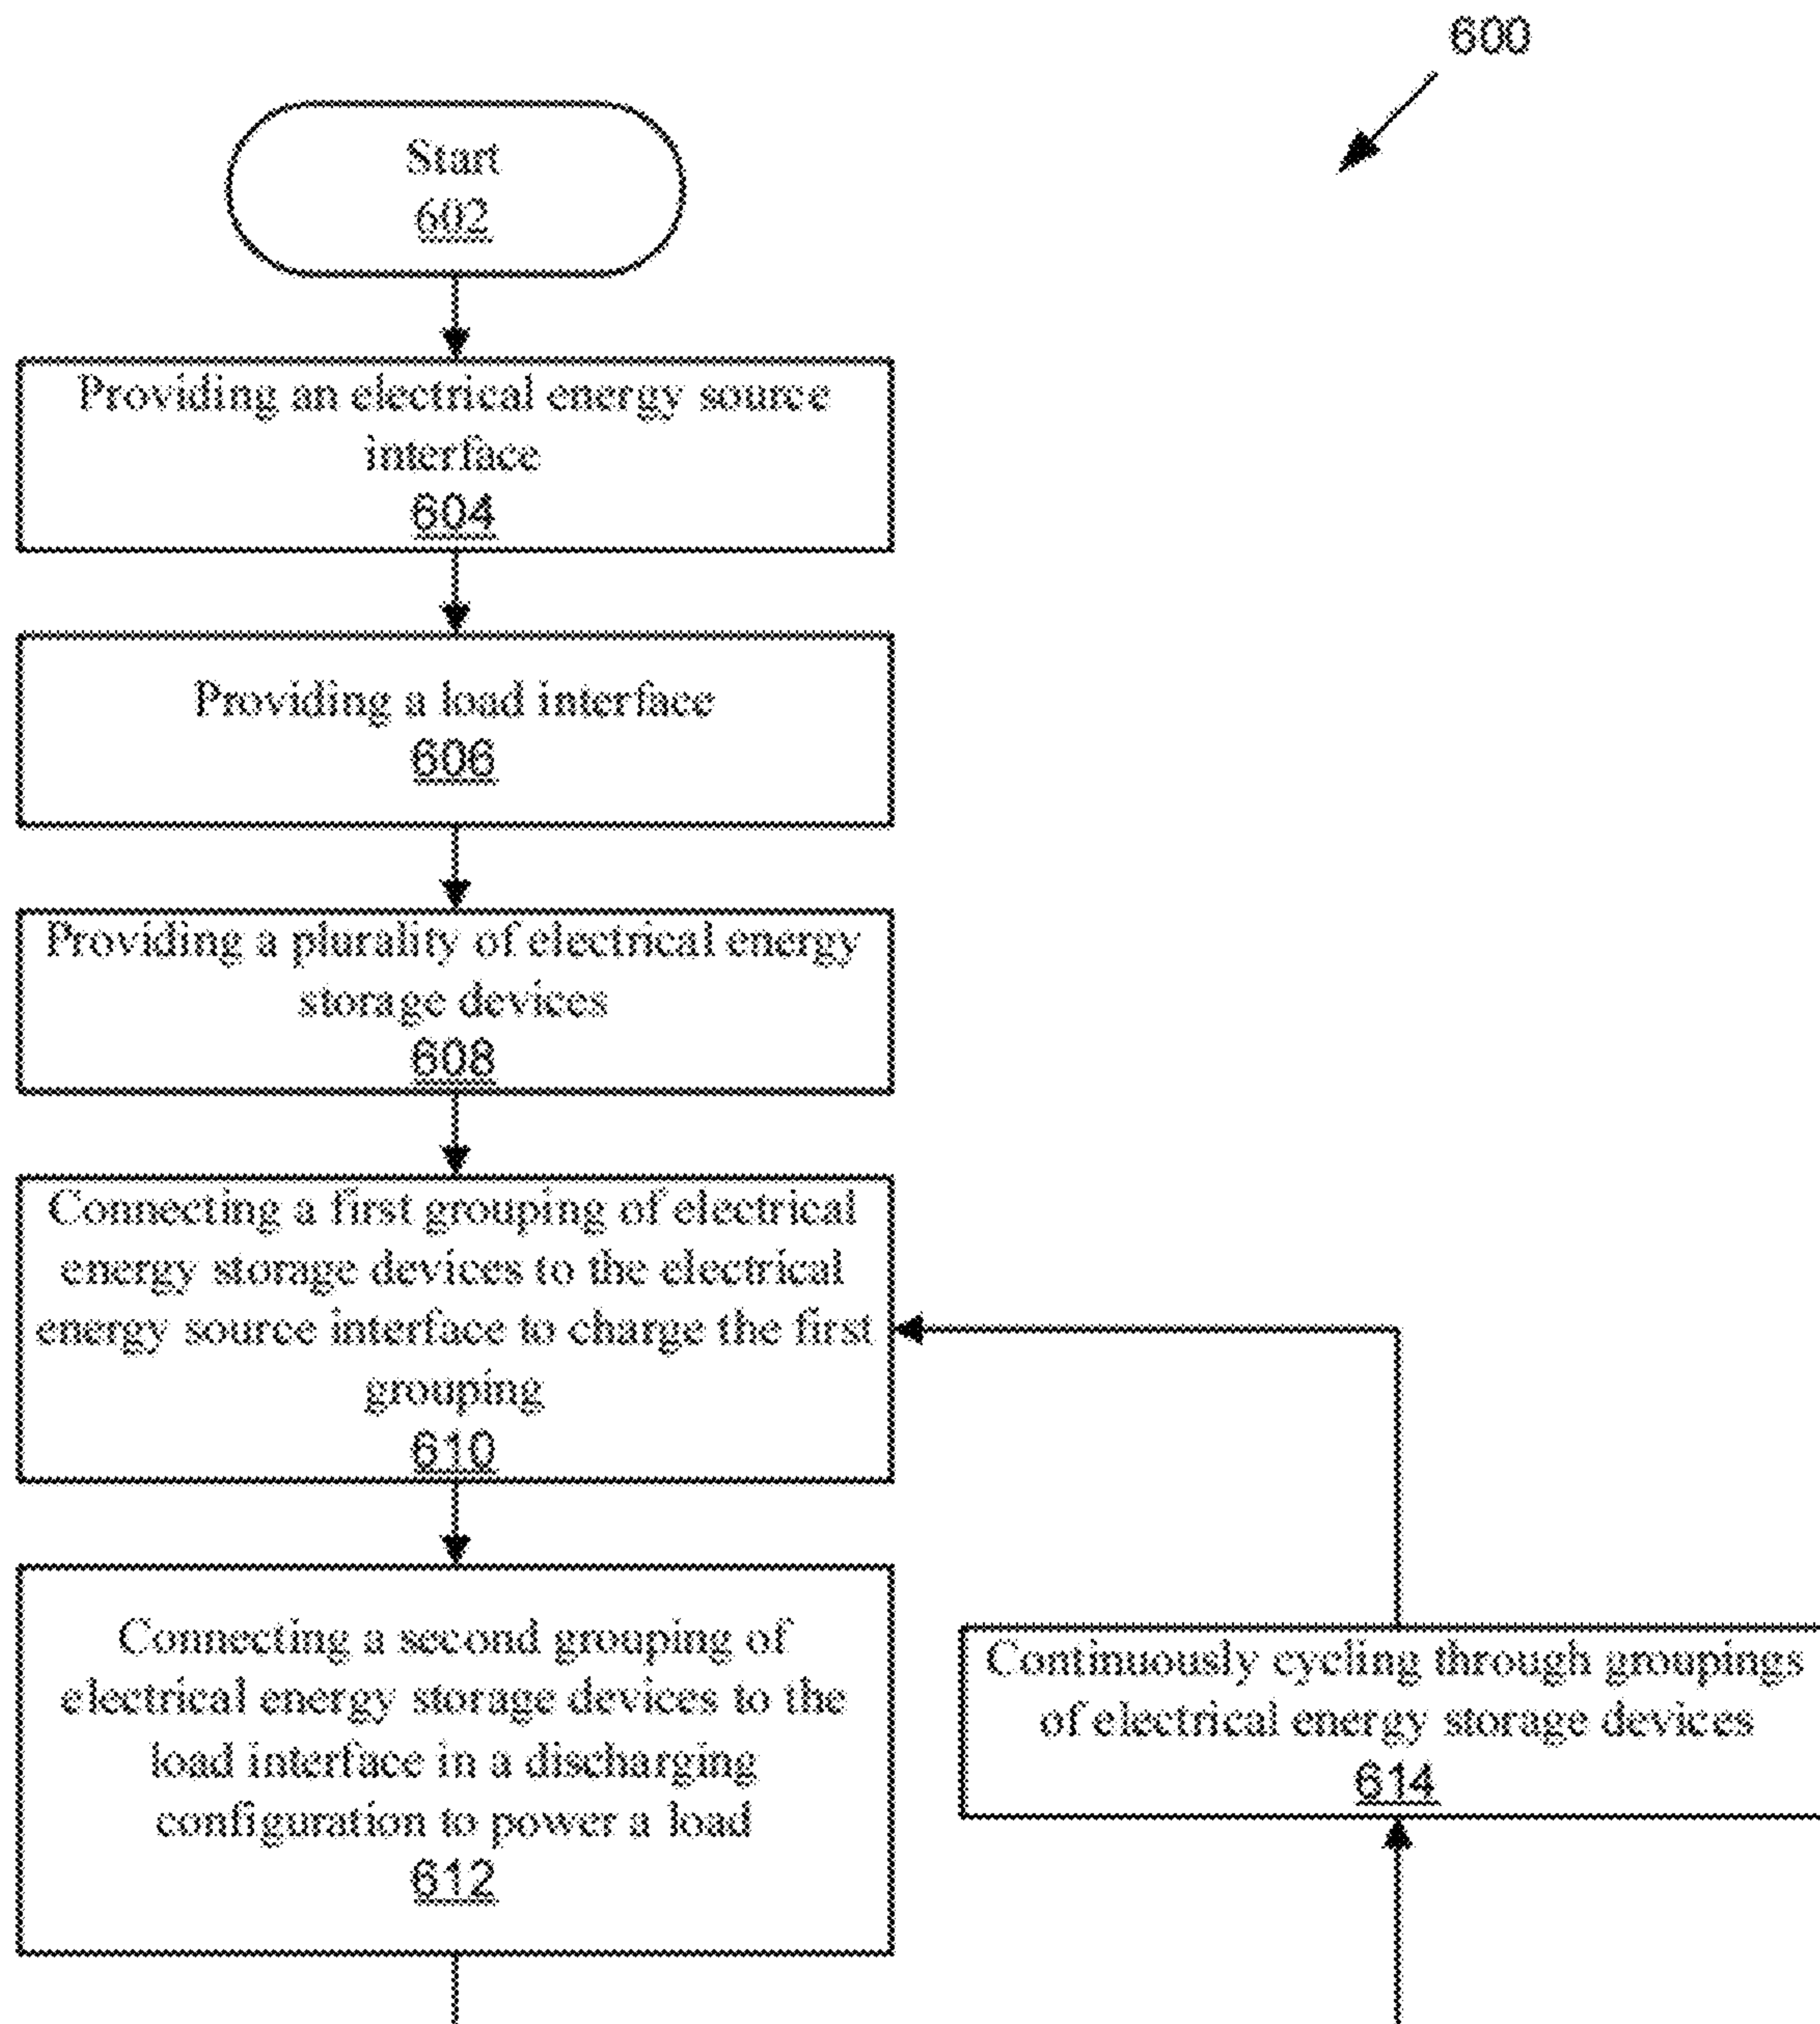 600
Start
602
Providing an electrical energy source
interface
604
Providing a load interface
606
Providing a plurality of electrical energy
storage devices
608
Connecting a first grouping of electrical
energy storage devices to the electrical
energy source interface to charge the first
grouping
610
Connecting a second grouping of
electrical energy storage devices to the
load interface in a discharging
configuration to power a load
612
Continuously cycling through groupings
of electrical energy storage devices
614